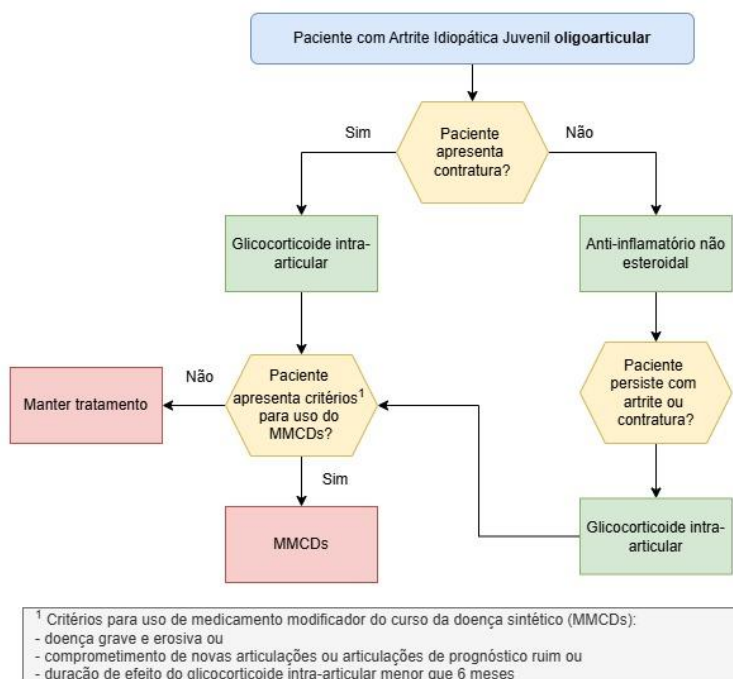 Paciente com Artrite Idiopática Juvenil oligoarticular
Sim
Paciente
apresenta
contratura?
Não
Glicocorticoide intra-
articular
Anti-inflamatório não
esteroidal
Manter tratamento
Não
Paciente
apresenta critérios¹
para uso do
MMCDs?
Paciente
persiste com
artrite ou
contratura?
Sim
MMCDs
Glicocorticoide intra-
articular
¹ Critérios para uso de medicamento modificador do curso da doença sintético (MMCDs):
- doença grave e erosiva ou
- comprometimento de novas articulações ou articulações de prognóstico ruim ou
- duração de efeito do glicocorticoide intra-articular menor que 6 meses